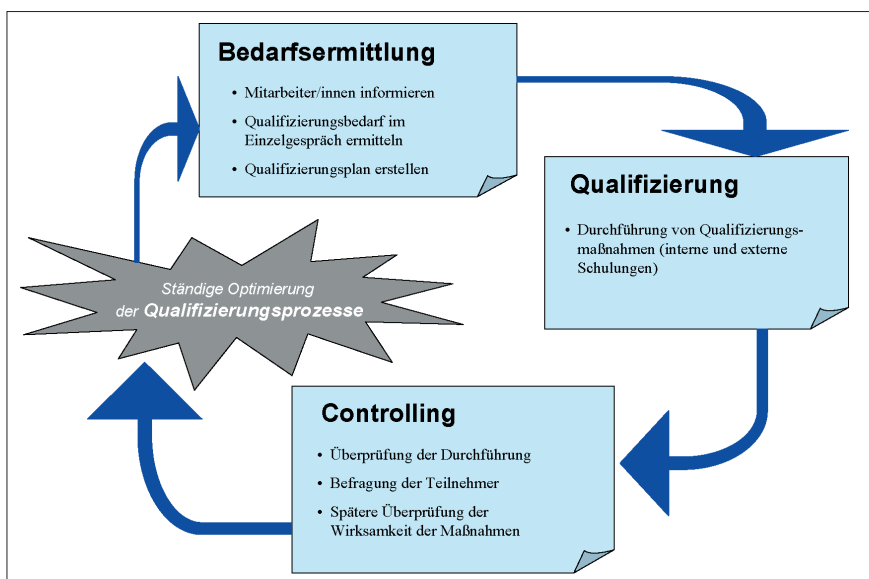 Bedarfsermittlung
• Mitarbeiter/innen informieren
• Qualifizierungsbedarf im
Einzelgespräch ermitteln
• Qualifizierungsplan erstellen
Qualifizierung
• Durchführung von Qualifizierungs-
maßnahmen (interne und externe
Schulungen)
Ständige Optimierung
der Qualifizierungsprozesse
Controlling
• Überprüfung der Durchführung
• Befragung der Teilnehmer
• Spätere Überprüfung der
Wirksamkeit der Maßnahmen